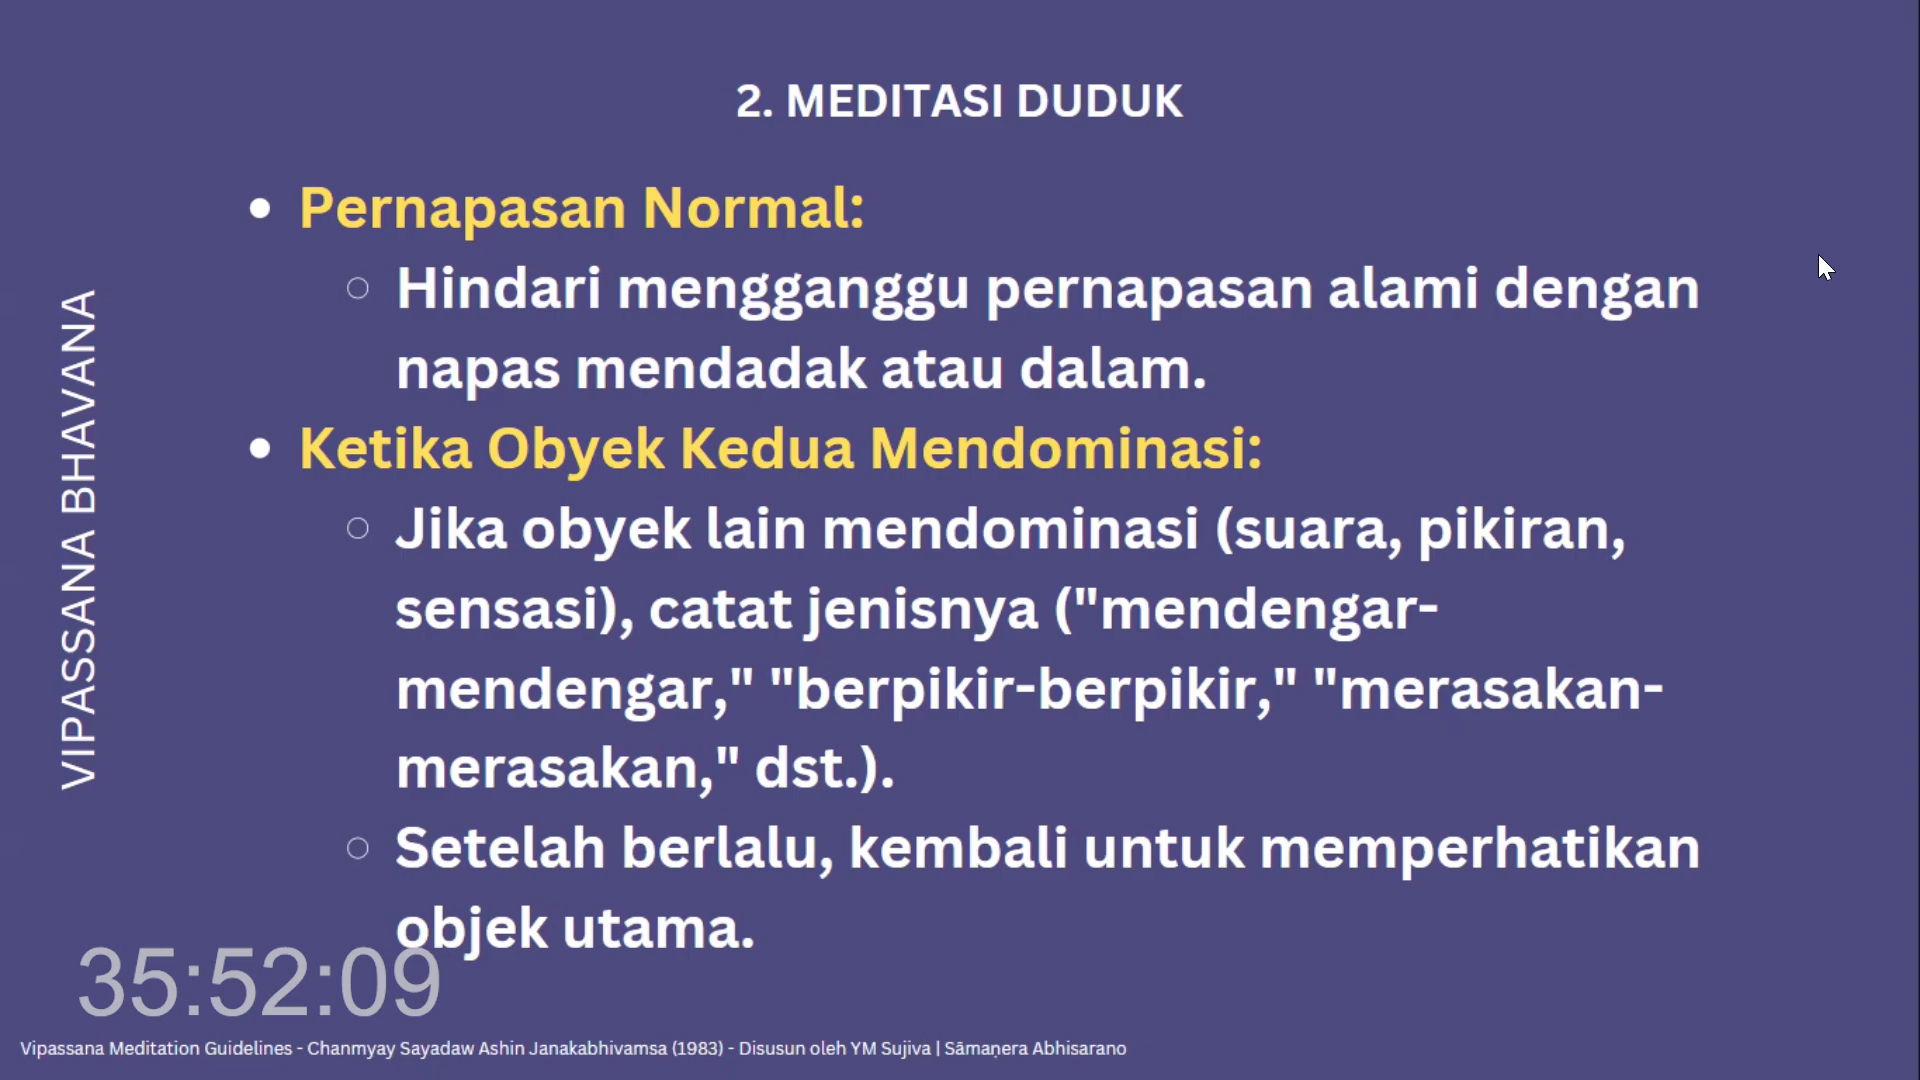 2. MEDITASI DUDUK
VIPASSANA BHAVANA
Pernapasan Normal:
Hindari mengganggu pernapasan alami dengan
napas mendadak atau dalam.
Ketika Obyek Kedua Mendominasi:
Jika obyek lain mendominasi (suara, pikiran,
sensasi), catat jenisnya ("mendengar-
mendengar," "berpikir-berpikir," "merasakan-
merasakan," dst.).
Setelah berlalu, kembali untuk memperhatikan
objek utama.
35:52:09
Vipassana Meditation Guidelines - Chanmyay Sayadaw Ashin Janakabhivamsa (1983) - Disusun oleh YM Sujiva | Sāmaṇera Abhisarano